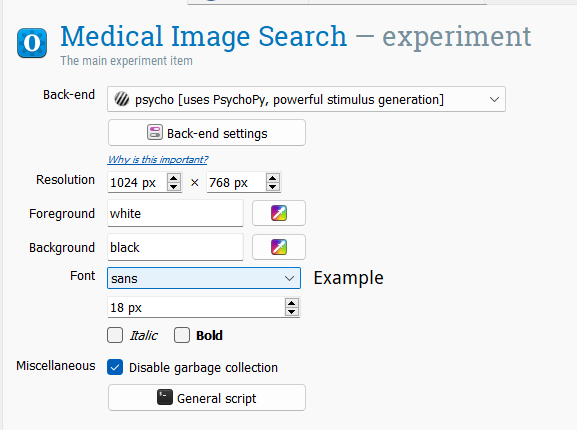 Medical Image Search — experiment
The main experiment item
Back-end psycho [uses PsychoPy, powerful stimulus generation]
Back-end settings
Why is this important?
Resolution 1024 px × 768 px
Foreground white
Background black
Font sans Example
18 px
Italic Bold
Miscellaneous Disable garbage collection
General script